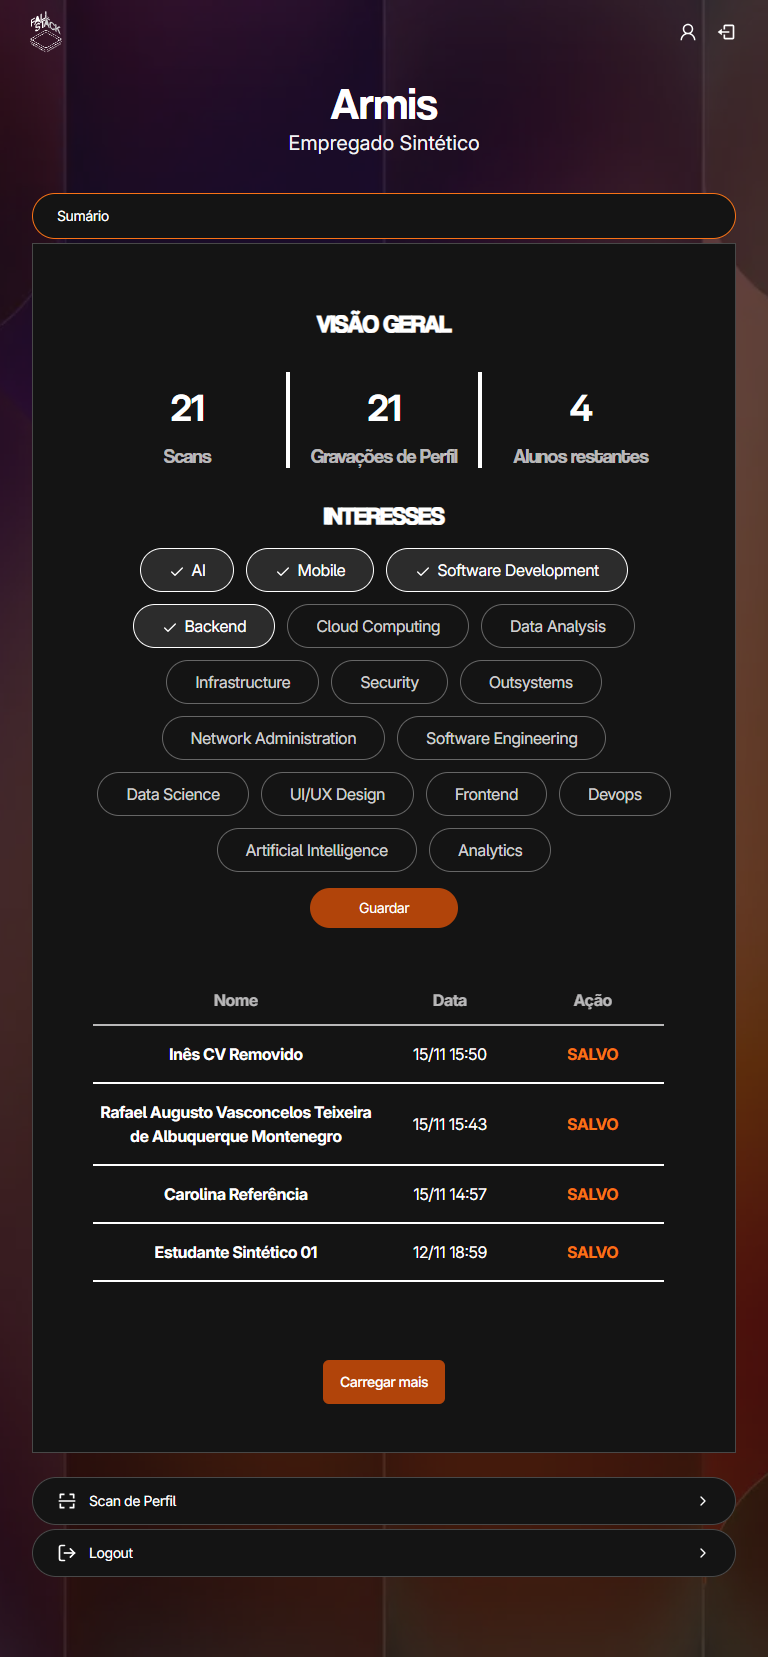 FALL
STACK
Armis
Empregado Sintético
Sumário
VISÃO GERAL
21
21
4
Scans
Gravações de Perfil
Alunos restantes
INTERESSES
AI
Mobile
Software Development
Backend
Cloud Computing
Data Analysis
Infrastructure
Security
Outsystems
Network Administration
Software Engineering
Data Science
UI/UX Design
Frontend
Devops
Artificial Intelligence
Analytics
Guardar
Nome Data Ação
Inês CV Removido 15/11 15:50 SALVO
Rafael Augusto Vasconcelos Teixeira
de Albuquerque Montenegro 15/11 15:43 SALVO
Carolina Referência 15/11 14:57 SALVO
Estudante Sintético 01 12/11 18:59 SALVO
Carregar mais
Scan de Perfil
Logout